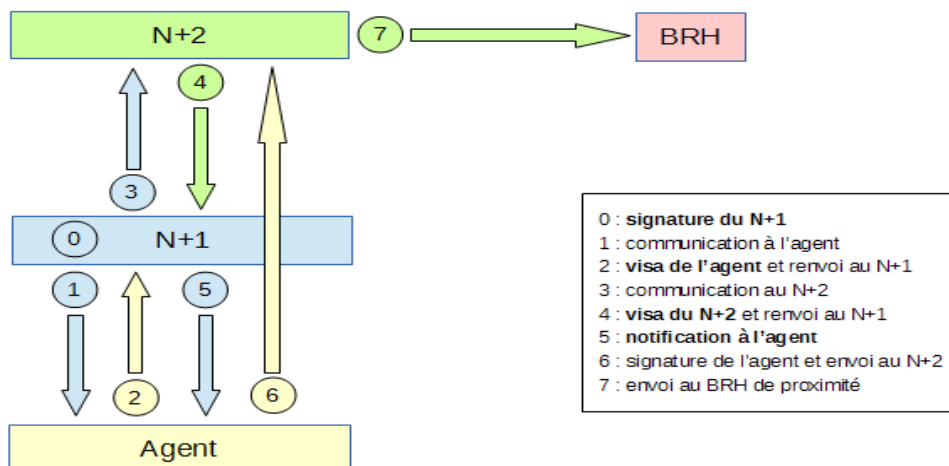 N+2
7
BRH
4
3
0
N+1
1
5
2
6
Agent
0 : signature du N+1
1 : communication à l'agent
2 : visa de l'agent et renvoi au N+1
3 : communication au N+2
4 : visa du N+2 et renvoi au N+1
5 : notification à l'agent
6 : signature de l'agent et envoi au N+2
7 : envoi au BRH de proximité